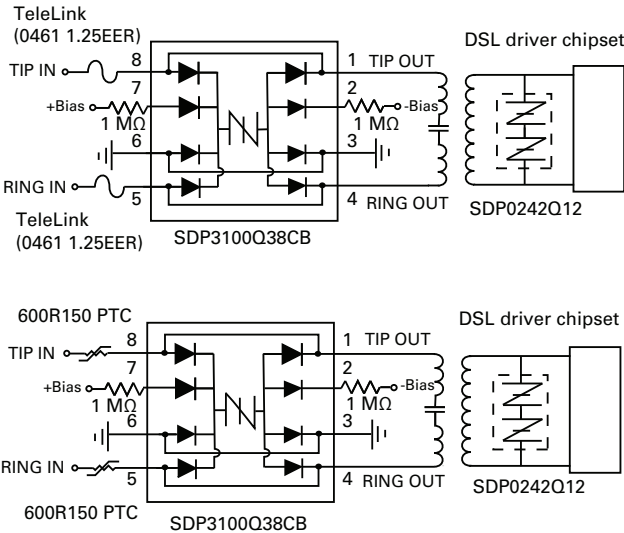 TeleLink
(0461 1.25EER)
DSL driver chipset
8
1 TIP OUT
TIP IN
7
2
+Bias
-Bias
1 MΩ
1 MΩ
6
3
RING IN
5
4 RING OUT
SDP0242Q12
TeleLink
(0461 1.25EER)
SDP3100Q38CB
600R150 PTC
DSL driver chipset
8
1 TIP OUT
TIP IN
7
2
+Bias
-Bias
1 MΩ
1 MΩ
6
3
RING IN
5
4 RING OUT
SDP0242Q12
600R150 PTC
SDP3100Q38CB